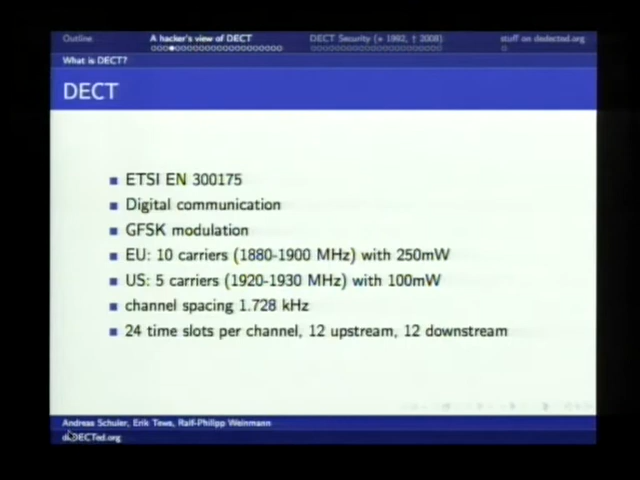 Outline
A hacker's view of DECT
DECT Security (* 1992, † 2008)
stuff on dedected.org
What is DECT?
DECT
ETSI EN 300175
Digital communication
GFSK modulation
EU: 10 carriers (1880-1900 MHz) with 250mW
US: 5 carriers (1920-1930 MHz) with 100mW
channel spacing 1.728 kHz
24 time slots per channel, 12 upstream, 12 downstream
Andreas Schuler, Erik Tews, Ralf-Philipp Weinmann
deDECTed.org